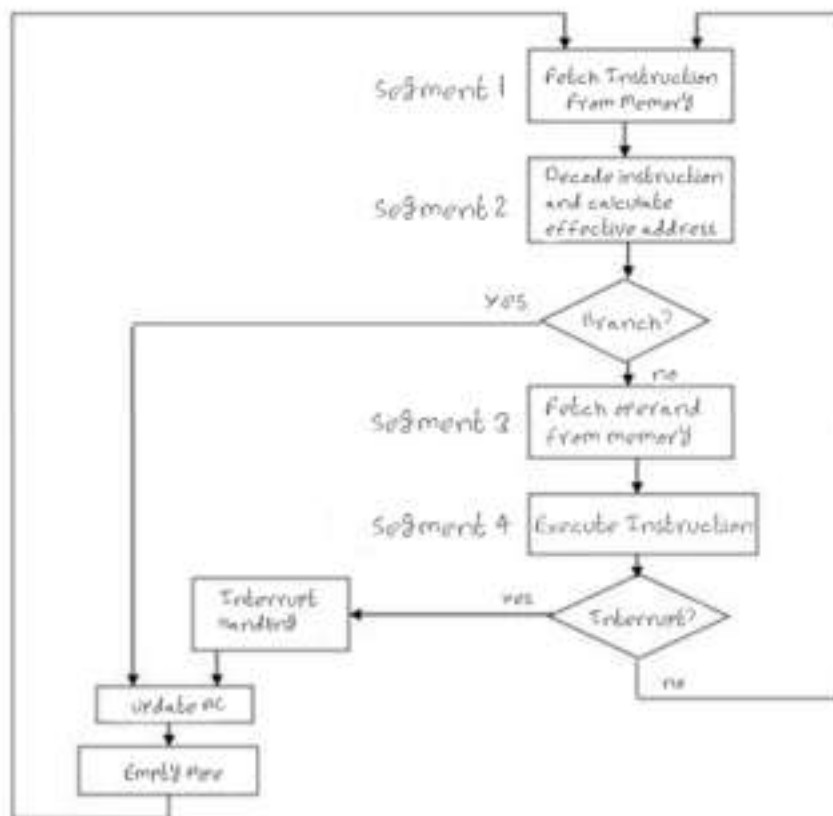 Segment 1
Fetch Instruction
from Memory
Segment 2
Decode instruction
and calculate
effective address
Yes
Branch?
no
Segment 3
Fetch operand
from memory
Segment 4
Execute Instruction
Interrupt
Handling
yes
Interrupt?
no
Update PC
Empty Pipe